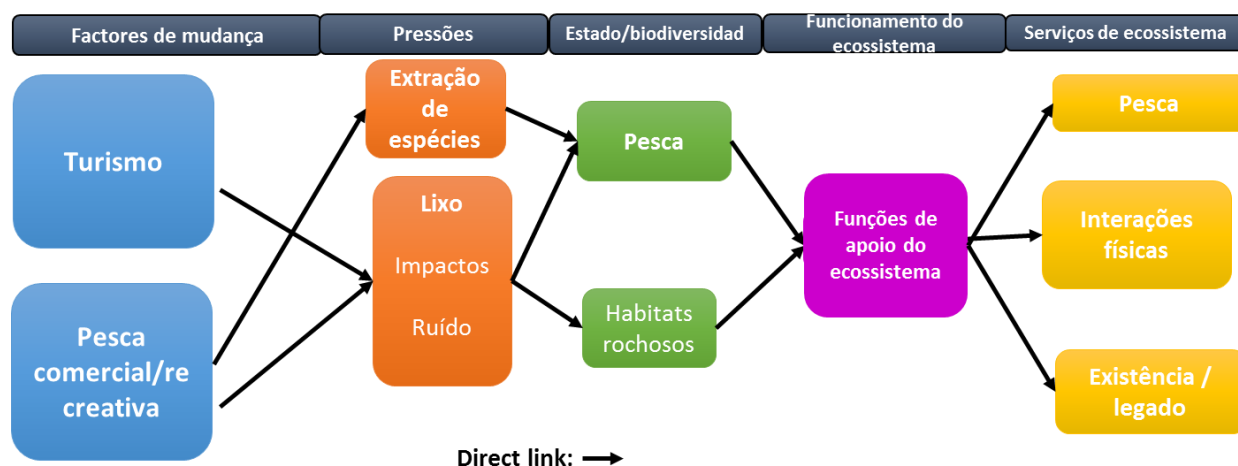 Factores de mudança
Pressões
Estado/biodiversidad
Funcionamento do
ecossistema
Serviços de ecossistema
Turismo
Pesca
comercial/re
creativa
Extração
de
espécies
Lixo
Impactos
Ruído
Pesca
Habitats
rochosos
Funções de
apoio do
ecossistema
Pesca
Interações
físicas
Existência /
legado
Direct link: